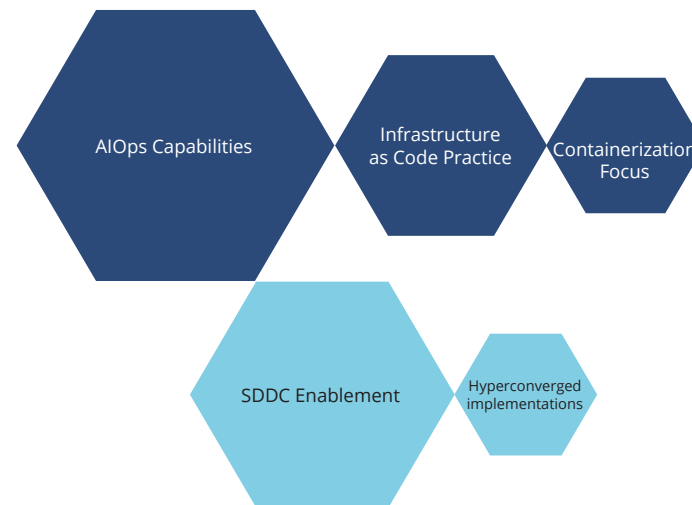 AIOps Capabilities
Infrastructure
as Code Practice
Containerization
Focus
SDDC Enablement
Hyperconverged
implementations